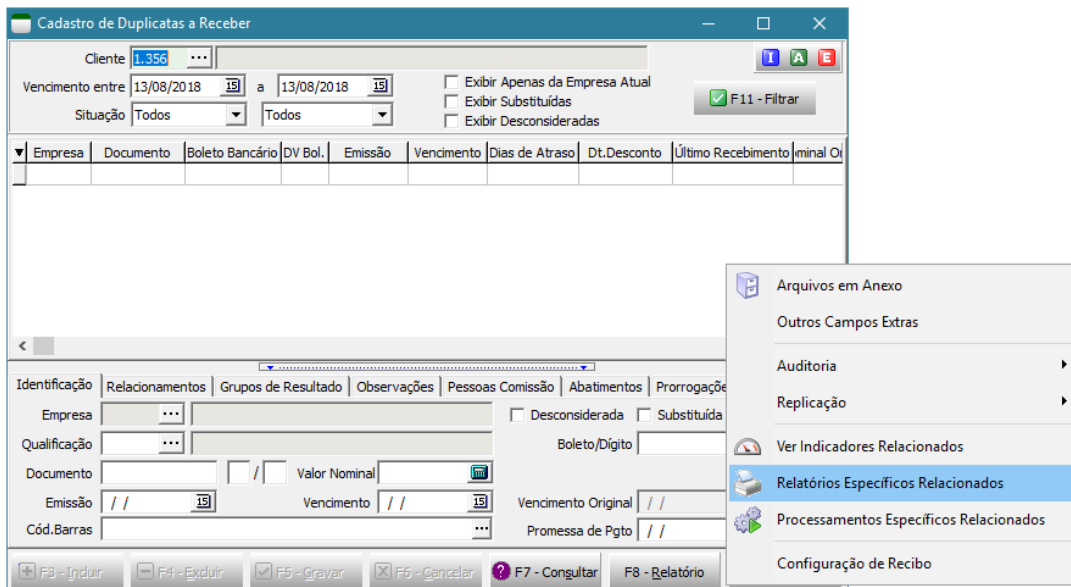 Cadastro de Duplicatas a Receber
Cliente 1.356 ...
I A E
Vencimento entre 13/08/2018 15 a 13/08/2018 15
Exibir Apenas da Empresa Atual
Exibir Substituídas
F11 - Filtrar
Situação Todos Todos
Exibir Desconsideradas
Empresa Documento Boleto Bancário DV Bol. Emissão Vencimento Dias de Atraso Dt.Desconto Último Recebimento
Arquivos em Anexo
Outros Campos Extras
Auditoria
Replicação
Ver Indicadores Relacionados
Relatórios Específicos Relacionados
Processamentos Específicos Relacionados
Configuração de Recibo
Identificação Relacionamentos Grupos de Resultado Observações Pessoas Comissão Abatimentos Prorrogaçõe
Empresa ... Desconsiderada Substituída
Qualificação ... Boleto/Dígito
Documento / Valor Nominal
Emissão / / 15 Vencimento / / 15 Vencimento Original / /
Cód.Barras ... Promessa de Pgto / /
F3 - Incluir F4 - Excluir F5 - Gravar F6 - Cancelar ? F7 - Consultar F8 - Relatório